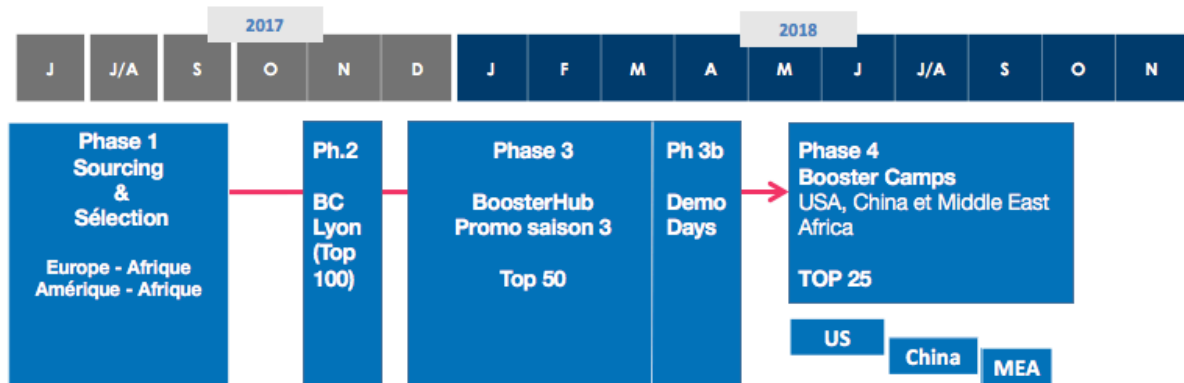 2017
2018
J J/A S O N D J F M A M J J/A S O N
Phase 1
Sourcing
&
Sélection
Europe - Afrique
Amérique - Afrique
Ph.2
BC
Lyon
(Top
100)
Phase 3
BoosterHub
Promo saison 3
Top 50
Ph 3b
Demo
Days
Phase 4
Booster Camps
USA, China et Middle East
Africa
TOP 25
US
China
MEA